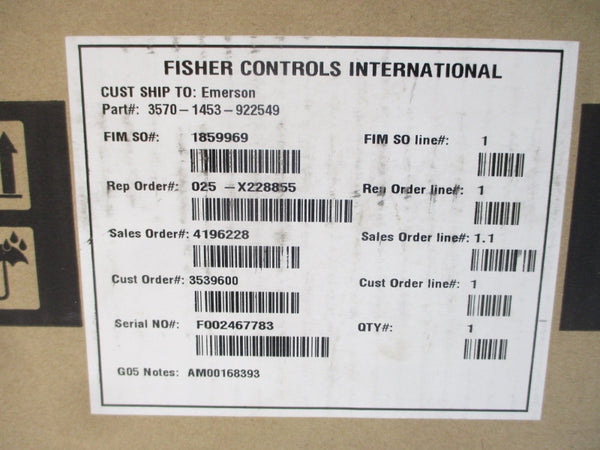 FISHER CONTROLS INTERNATIONAL
CUST SHIP TO: Emerson
Part#: 3570-1453-922549
FIM SO#: 1859969 FIM SO line#: 1
Rep Order#: 025 -X228855 Rep Order line#: 1
Sales Order#: 4196228 Sales Order line#: 1.1
Cust Order#: 3539600 Cust Order line#: 1
Serial NO#: F002467783 QTY#: 1
G05 Notes: AM00168393